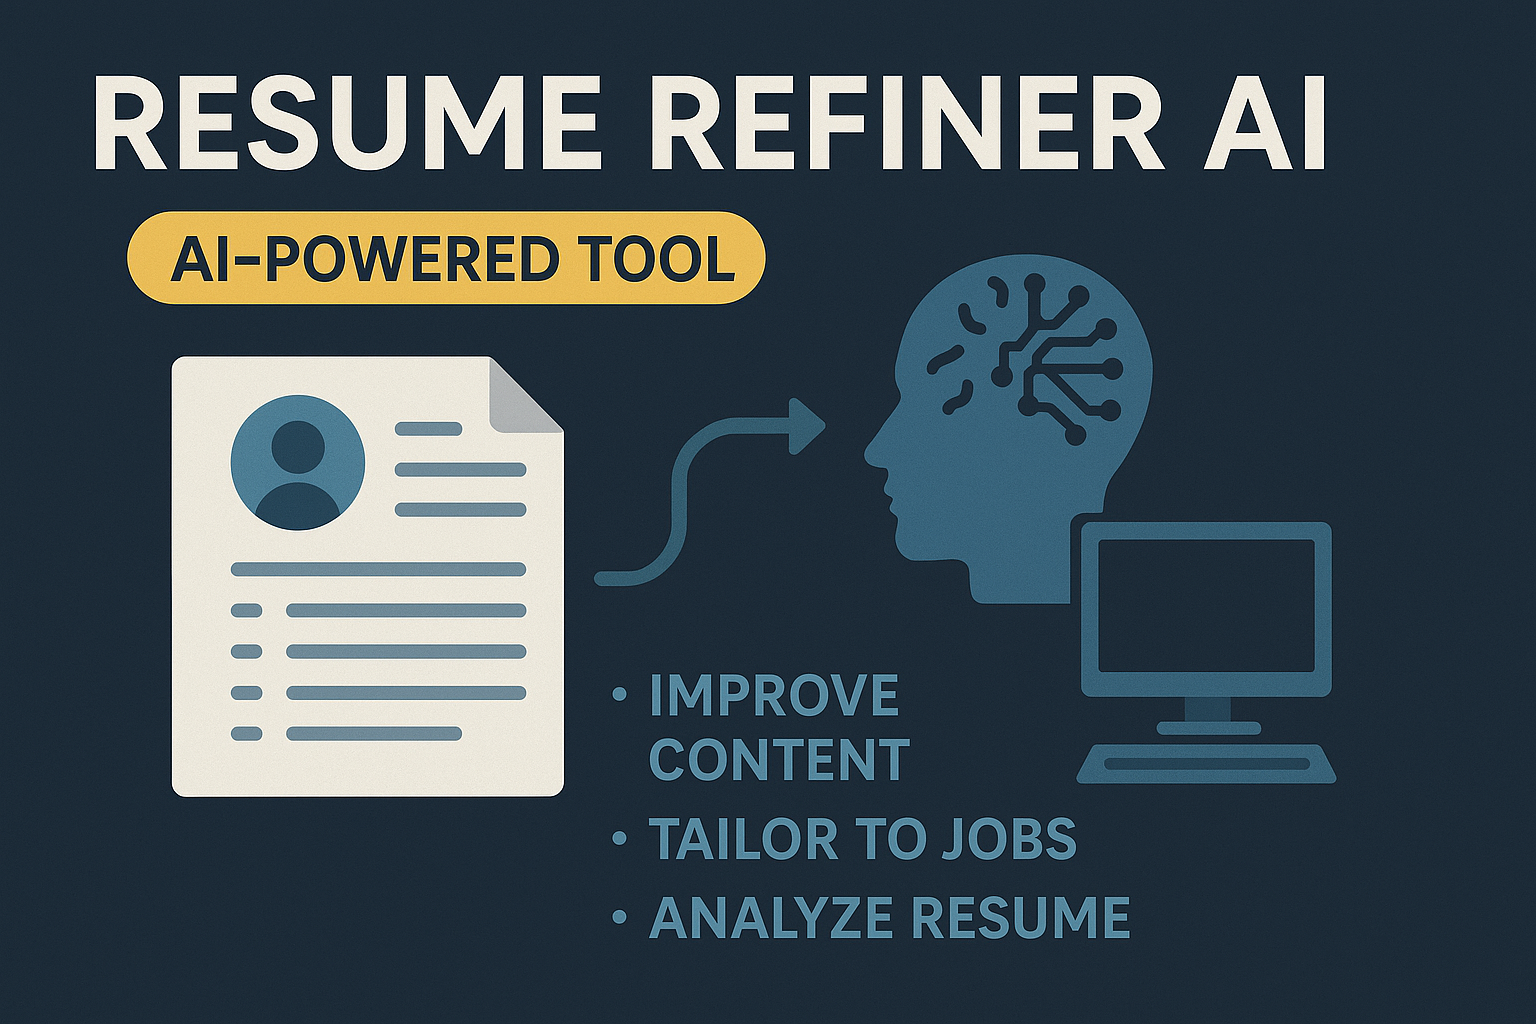 RESUME REFINER AI
AI-POWERED TOOL
• IMPROVE
CONTENT
• TAILOR TO JOBS
• ANALYZE RESUME